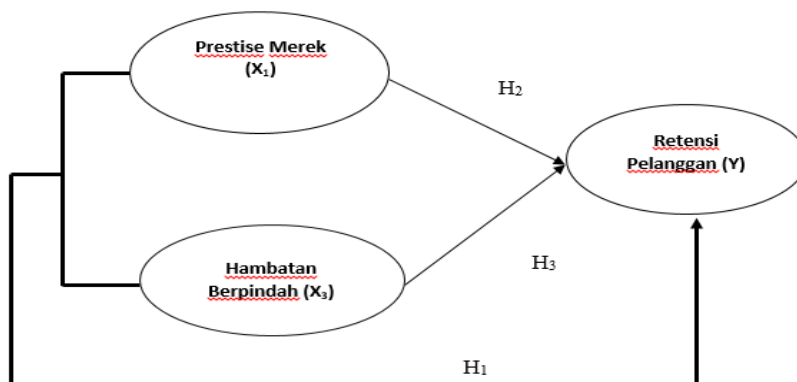 Prestise Merek
(X₁)
H₂
Retensi
Pelanggan (Y)
Hambatan
Berpindah (X₃)
H₃
H₁